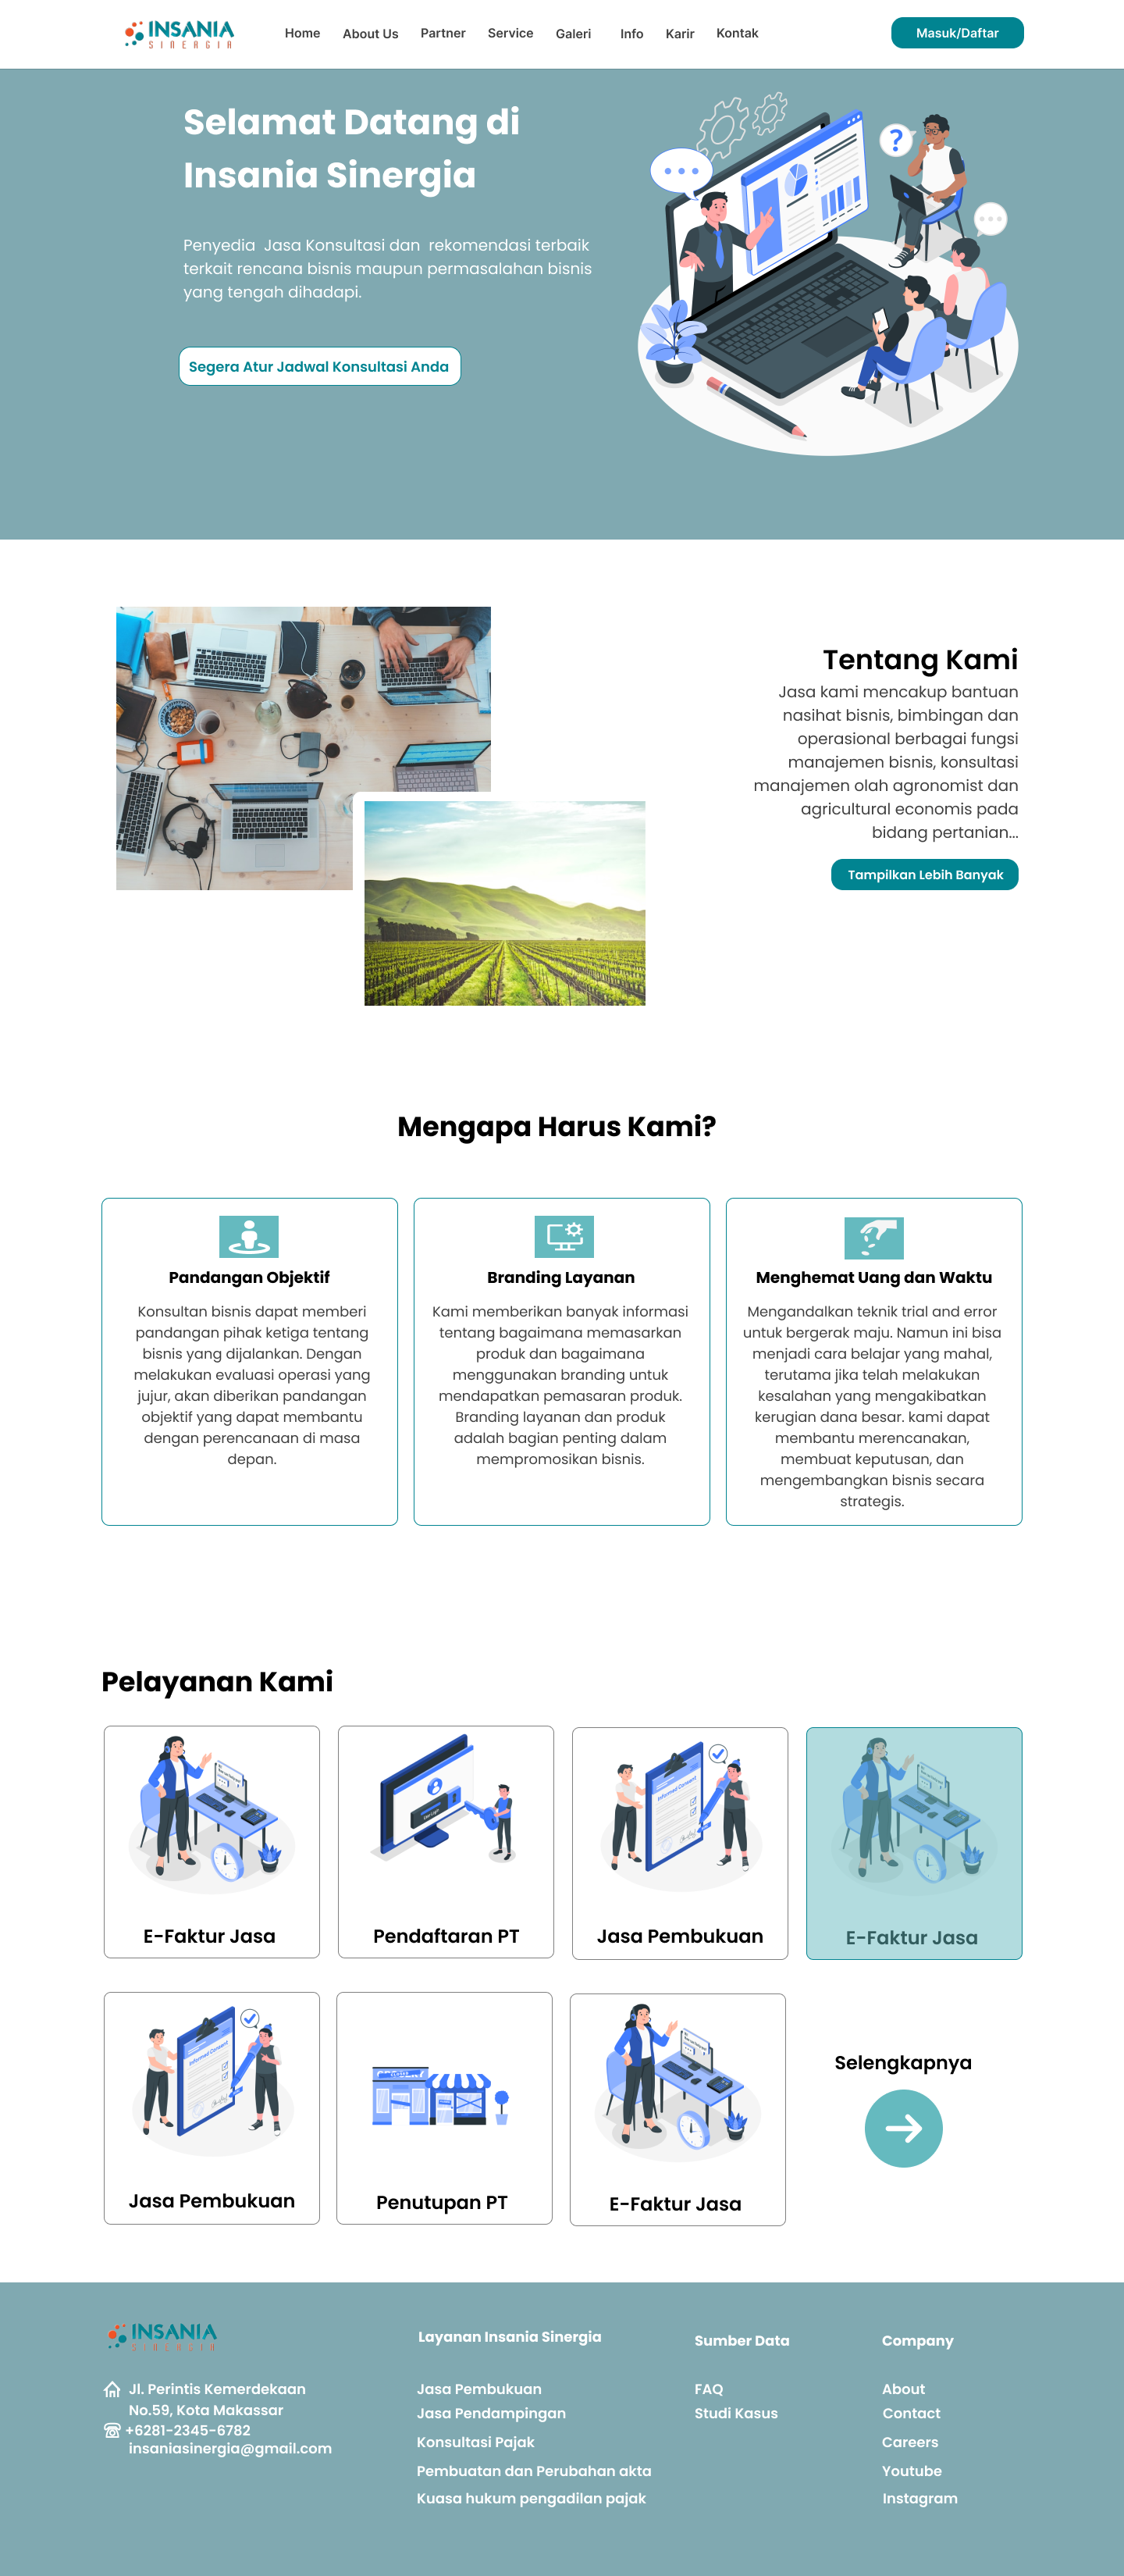 INSANIA
SINERGIA
Home
About Us
Partner
Service
Galeri
Info
Karir
Kontak
Masuk/Daftar
Selamat Datang di
Insania Sinergia
Penyedia Jasa Konsultasi dan rekomendasi terbaik
terkait rencana bisnis maupun permasalahan bisnis
yang tengah dihadapi.
?
Segera Atur Jadwal Konsultasi Anda
Tentang Kami
Jasa kami mencakup bantuan
nasihat bisnis, bimbingan dan
operasional berbagai fungsi
manajemen bisnis, konsultasi
manajemen olah agronomist dan
agricultural economis pada
bidang pertanian...
Tampilkan Lebih Banyak
Mengapa Harus Kami?
Pandangan Objektif
Konsultan bisnis dapat memberi
pandangan pihak ketiga tentang
bisnis yang dijalankan. Dengan
melakukan evaluasi operasi yang
jujur, akan diberikan pandangan
objektif yang dapat membantu
dengan perencanaan di masa
depan.
Branding Layanan
Kami memberikan banyak informasi
tentang bagaimana memasarkan
produk dan bagaimana
menggunakan branding untuk
mendapatkan pemasaran produk.
Branding layanan dan produk
adalah bagian penting dalam
mempromosikan bisnis.
Menghemat Uang dan Waktu
Mengandalkan teknik trial and error
untuk bergerak maju. Namun ini bisa
menjadi cara belajar yang mahal,
terutama jika telah melakukan
kesalahan yang mengakibatkan
kerugian dana besar. kami dapat
membantu merencanakan,
membuat keputusan, dan
mengembangkan bisnis secara
strategis.
Pelayanan Kami
E-Faktur Jasa
Pendaftaran PT
Informed Consent
Jasa Pembukuan
E-Faktur Jasa
Informed Consent
Jasa Pembukuan
Penutupan PT
E-Faktur Jasa
Selengkapnya
INSANIA
SINERGIA
Jl. Perintis Kemerdekaan
No.59, Kota Makassar
+6281-2345-6782
insaniasinergia@gmail.com
Layanan Insania Sinergia
Jasa Pembukuan
Jasa Pendampingan
Konsultasi Pajak
Pembuatan dan Perubahan akta
Kuasa hukum pengadilan pajak
Sumber Data
FAQ
Studi Kasus
Company
About
Contact
Careers
Youtube
Instagram